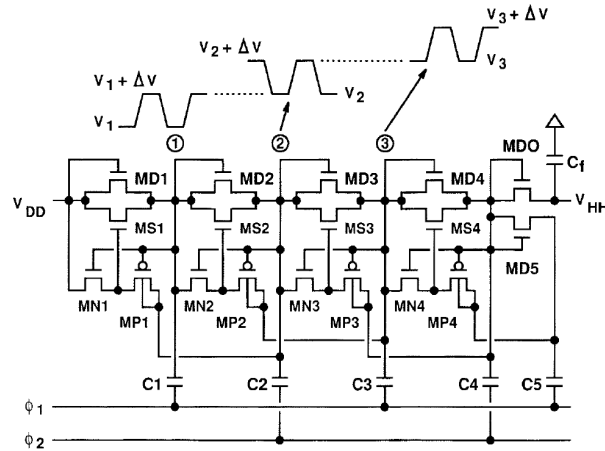 V1 V1 + ΔV
V2 + ΔV V2
V3 + ΔV V3
① ② ③
MD1 MD2 MD3 MD4 MDO
Cf
VDD VHH
MS1 MS2 MS3 MS4
MD5
MN1 MN2 MN3 MN4
MP1 MP2 MP3 MP4
C1 C2 C3 C4 C5
ϕ1
ϕ2